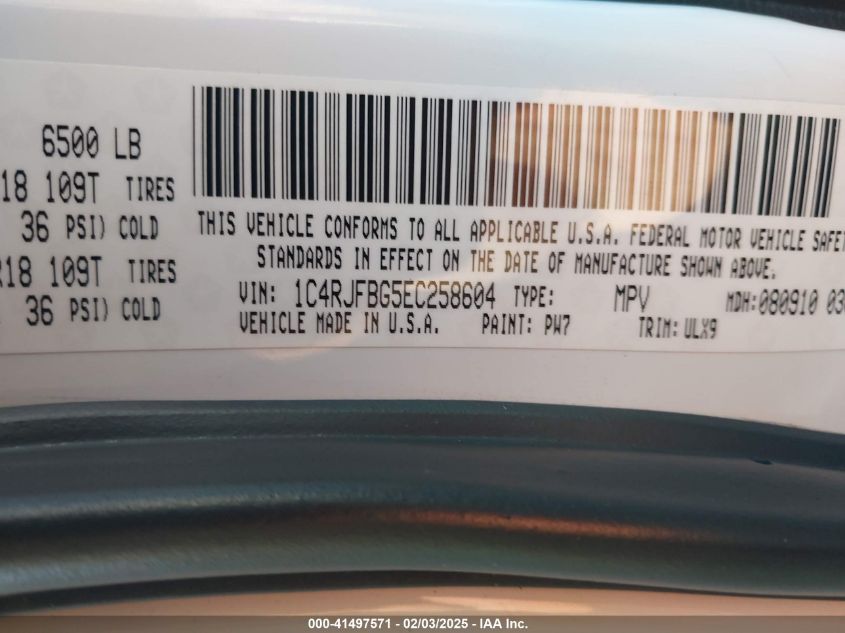 6500 LB
18 109T TIRES
36 PSI) COLD
R18 109T TIRES
36 PSI) COLD
THIS VEHICLE CONFORMS TO ALL APPLICABLE U.S.A. FEDERAL MOTOR VEHICLE SAFET
STANDARDS IN EFFECT ON THE DATE OF MANUFACTURE SHOWN ABOVE.
VIN: 1C4RJFBG5EC258604 TYPE: MPV MDH:080910 03
VEHICLE MADE IN U.S.A. PAINT: PW7 TRIM: ULX9
000-41497571 - 02/03/2025 - IAA Inc.